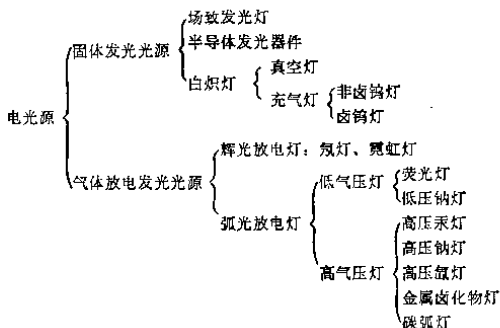 场致发光灯
固体发光光源
半导体发光器件
白炽灯
真空灯
充气灯
非卤钨灯
卤钨灯
电光源
辉光放电灯：氖灯、霓虹灯
气体放电发光光源
低气压灯
荧光灯
低压钠灯
弧光放电灯
高气压灯
高压汞灯
高压钠灯
高压氙灯
金属卤化物灯
碳弧灯